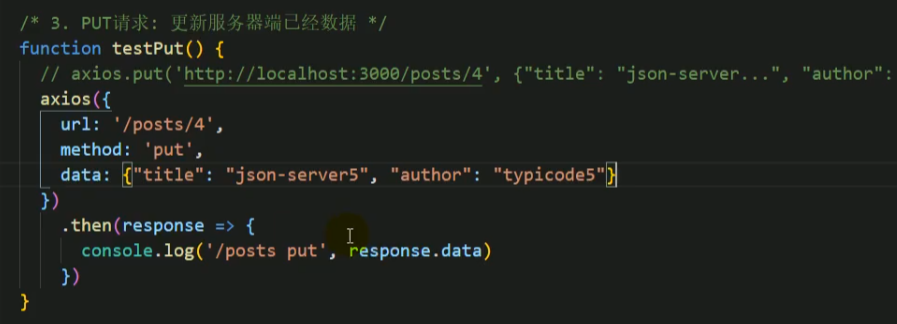 /* 3. PUT请求: 更新服务器端已经数据 */
function testPut() {
// axios.put('http://localhost:3000/posts/4', {"title": "json-server...", "author":
axios({
url: '/posts/4',
method: 'put',
data: {"title": "json-server5", "author": "typicode5"}
})
.then(response => {
console.log('/posts put', response.data)
})
}